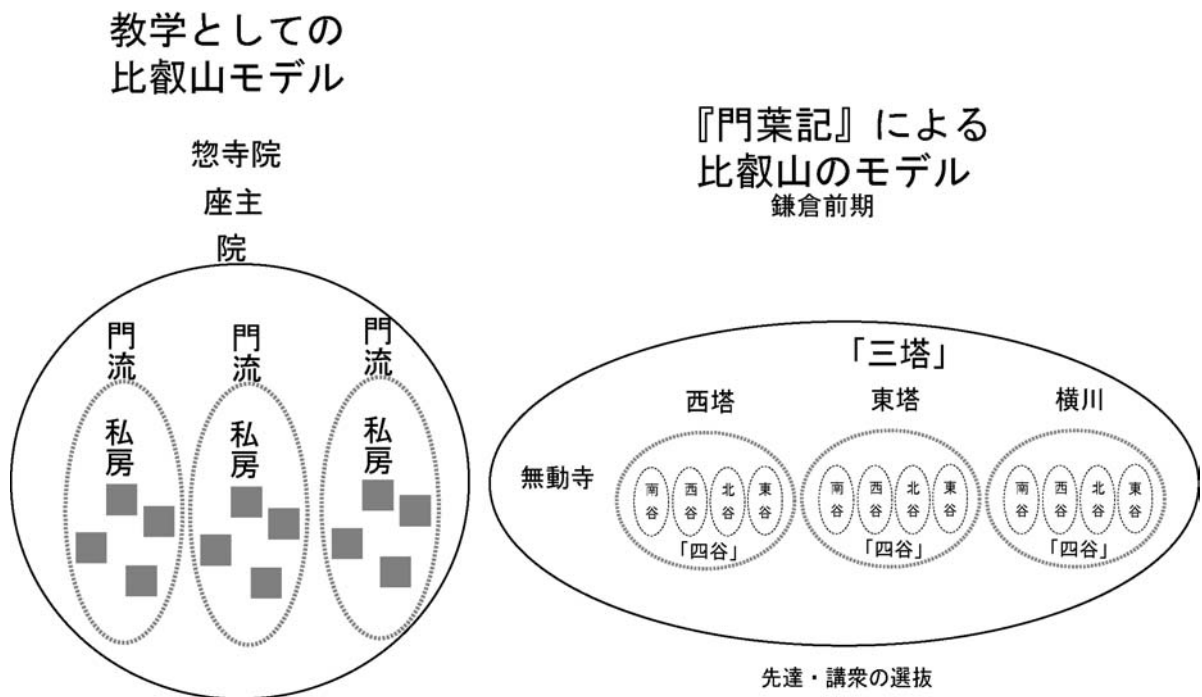 教学としての
比叡山モデル
惣寺院
座主
院
門流
門流
門流
私房
私房
私房
『門葉記』による
比叡山のモデル
鎌倉前期
「三塔」
西塔
東塔
横川
無動寺
南谷
西谷
北谷
東谷
「四谷」
南谷
西谷
北谷
東谷
「四谷」
南谷
西谷
北谷
東谷
「四谷」
先達・講衆の選抜